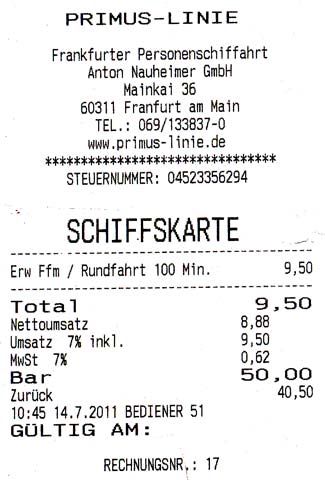 PRIMUS-LINIE
Frankfurter Personenschiffahrt
Anton Nauheimer GmbH
Mainkai 36
60311 Franfurt am Main
TEL.: 069/133837-0
www.primus-linie.de
*********************************
STEUERNUMMER: 04523356294
SCHIFFSKARTE
Erw Ffm / Rundfahrt 100 Min. 9,50
Total 9,50
Nettoumsatz 8,88
Umsatz 7% inkl. 9,50
MwSt 7% 0,62
Bar 50,00
Zurück 40,50
10:45 14.7.2011 BEDIENER 51
GÜLTIG AM:
RECHNUNGSNR.: 17